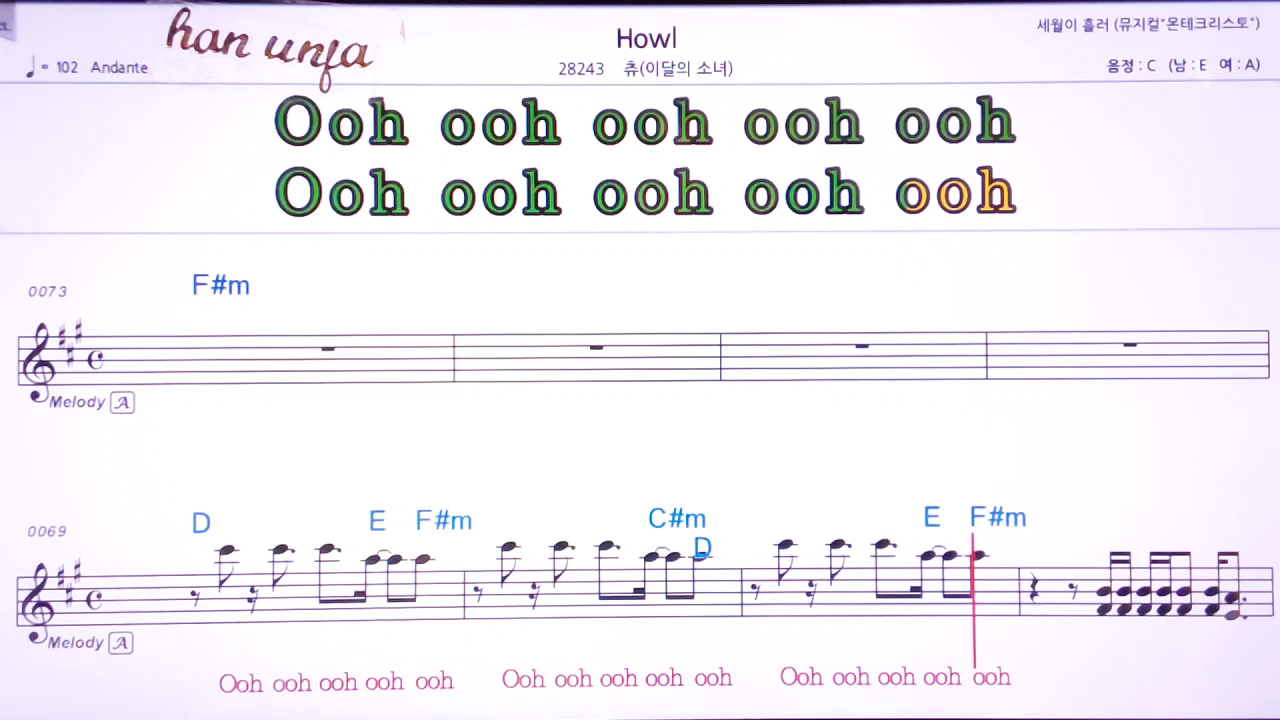 han unja
Howl
세월이 흘러 (뮤지컬"몬테크리스토")
♩= 102 Andante
28243 츄(이달의 소녀)
음정 : C (남 : E 여 : A)
Ooh ooh ooh ooh ooh
Ooh ooh ooh ooh ooh
F#m
0073
Melody A
D E F#m C#m D E F#m
0069
Melody A
Ooh ooh ooh ooh ooh Ooh ooh ooh ooh ooh Ooh ooh ooh ooh ooh